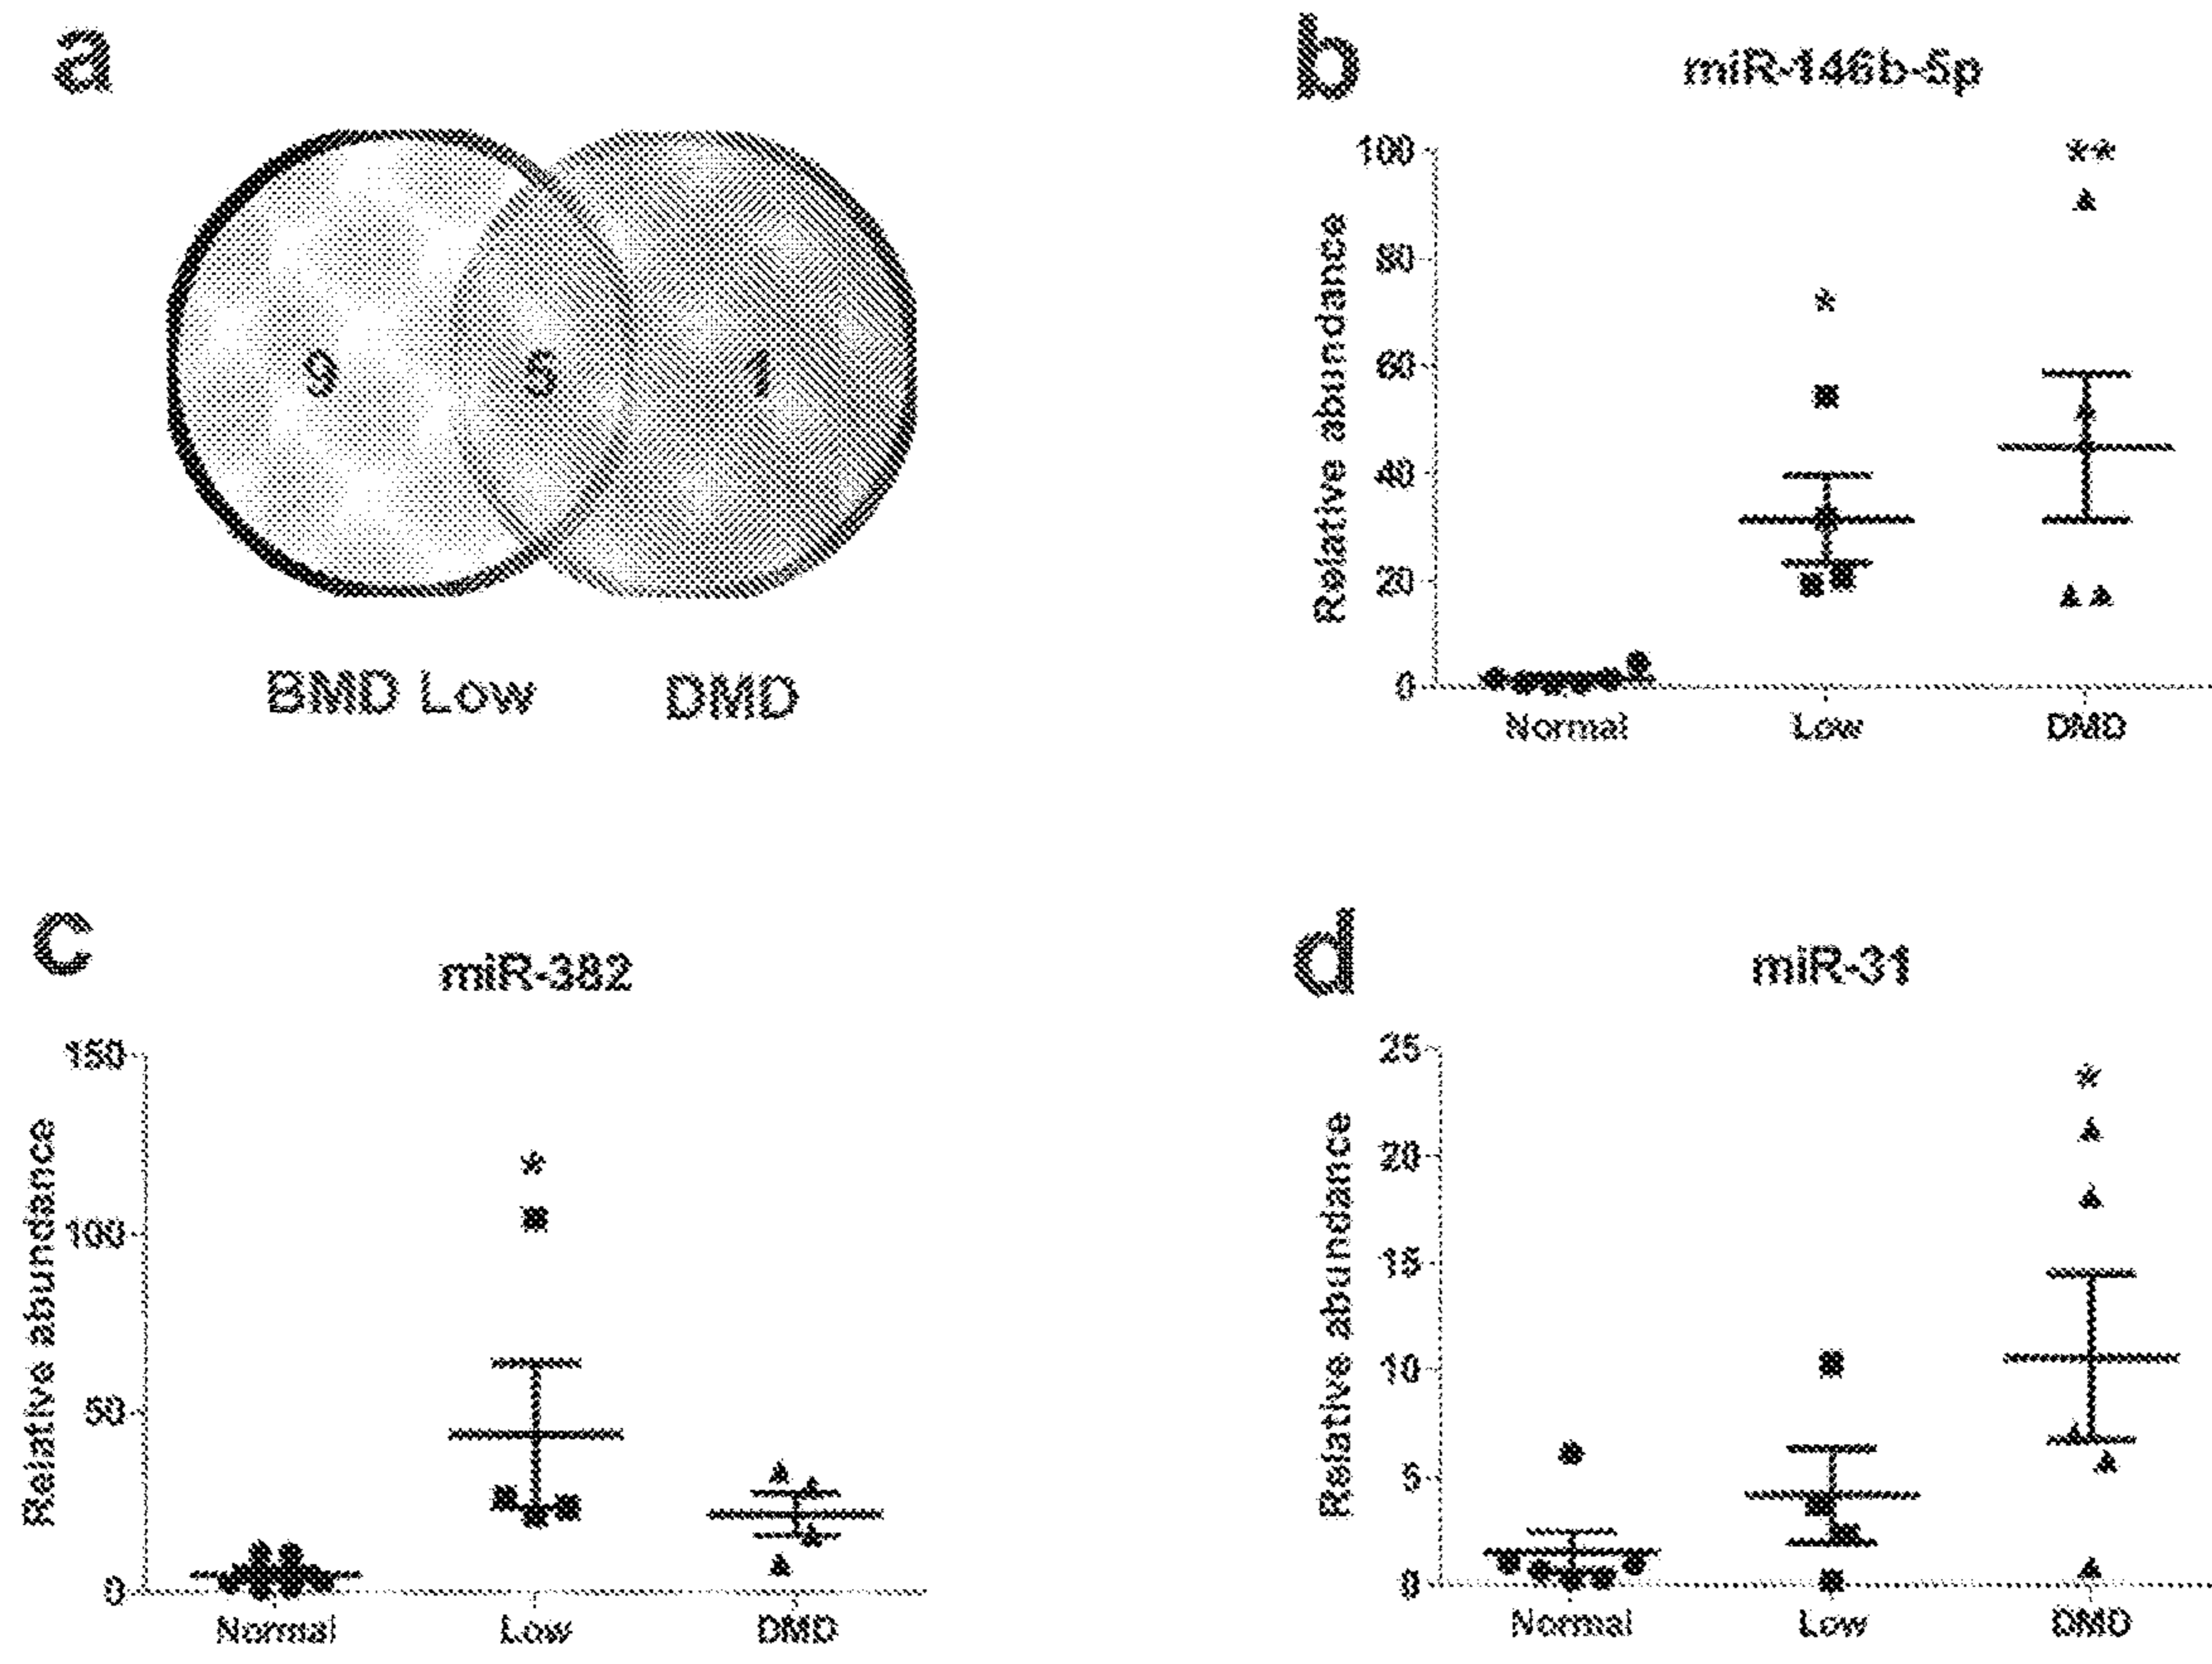 a
9 5 1
BMD Low DMD
b
miR-146b-5p
Relative abundance
100
80
60
40
20
0
**
*
Normal Low DMD
c
miR-382
Relative abundance
150
100
50
0
*
Normal Low DMD
d
miR-31
Relative abundance
25
20
15
10
5
0
*
Normal Low DMD